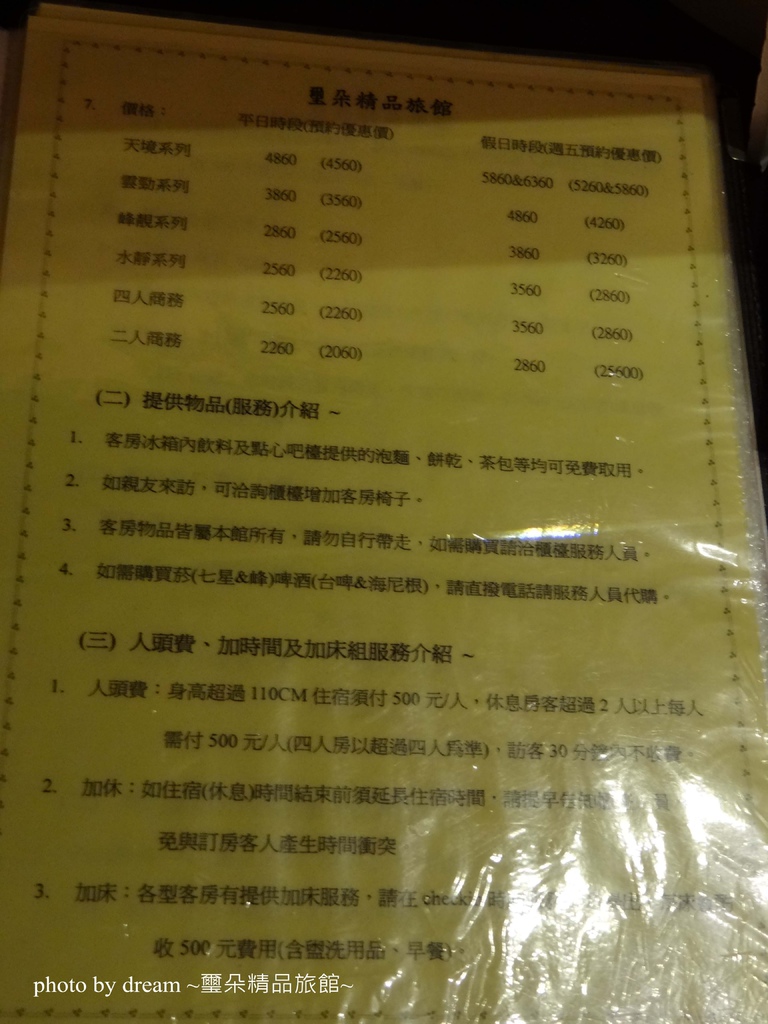 璽朵精品旅館
7. 價格： 平日時段(預約優惠價) 假日時段(週五預約優惠價)
天境系列 4860 (4560) 5860&6360 (5260&5860)
雲勁系列 3860 (3560) 4860 (4260)
峰靚系列 2860 (2560) 3860 (3260)
水靜系列 2560 (2260) 3560 (2860)
四人商務 2560 (2260) 3560 (2860)
二人商務 2260 (2060) 2860 (25600)
(二) 提供物品(服務)介紹 ~
1. 客房冰箱內飲料及點心吧檯提供的泡麵、餅乾、茶包等均可免費取用。
2. 如親友來訪，可洽詢櫃檯增加客房椅子。
3. 客房物品皆屬本館所有，請勿自行帶走，如需購買請洽櫃檯服務人員。
4. 如需購買菸(七星&峰)啤酒(台啤&海尼根)，請直撥電話請服務人員代購。
(三) 人頭費、加時間及加床組服務介紹 ~
1. 人頭費：身高超過 110CM 住宿須付 500 元/人，休息房客超過 2 人以上每人
需付 500 元/人(四人房以超過四人為準)，訪客 30 分鐘內不收費。
2. 加休：如住宿(休息)時間結束前須延長住宿時間，請提早
免與訂房客人產生時間衝突
3. 加床：各型客房有提供加床服務，請在 checkin 時
收 500 元費用(含盥洗用品、早餐)。
photo by dream ~璽朵精品旅館~